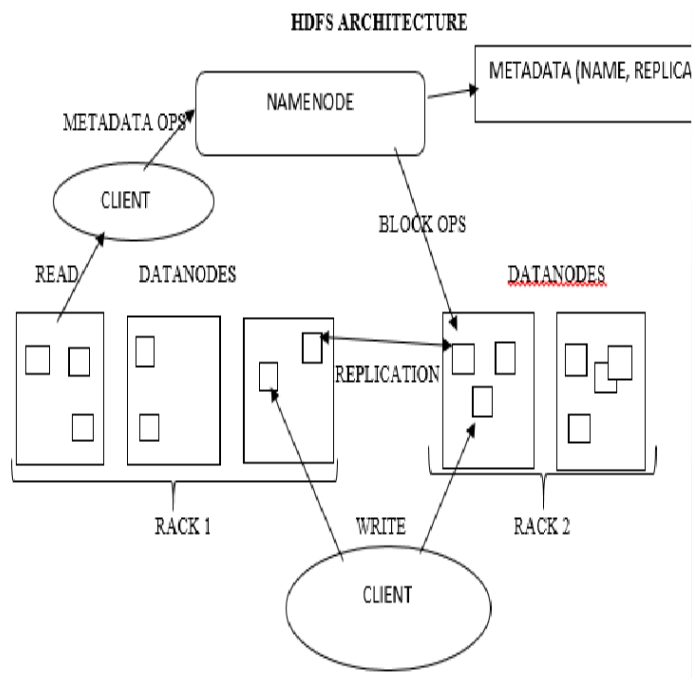 HDFS ARCHITECTURE
METADATA (NAME, REPLICA
NAMENODE
METADATA OPS
CLIENT
BLOCK OPS
READ
DATANODES
DATANODES
REPLICATION
RACK 1
WRITE
RACK 2
CLIENT